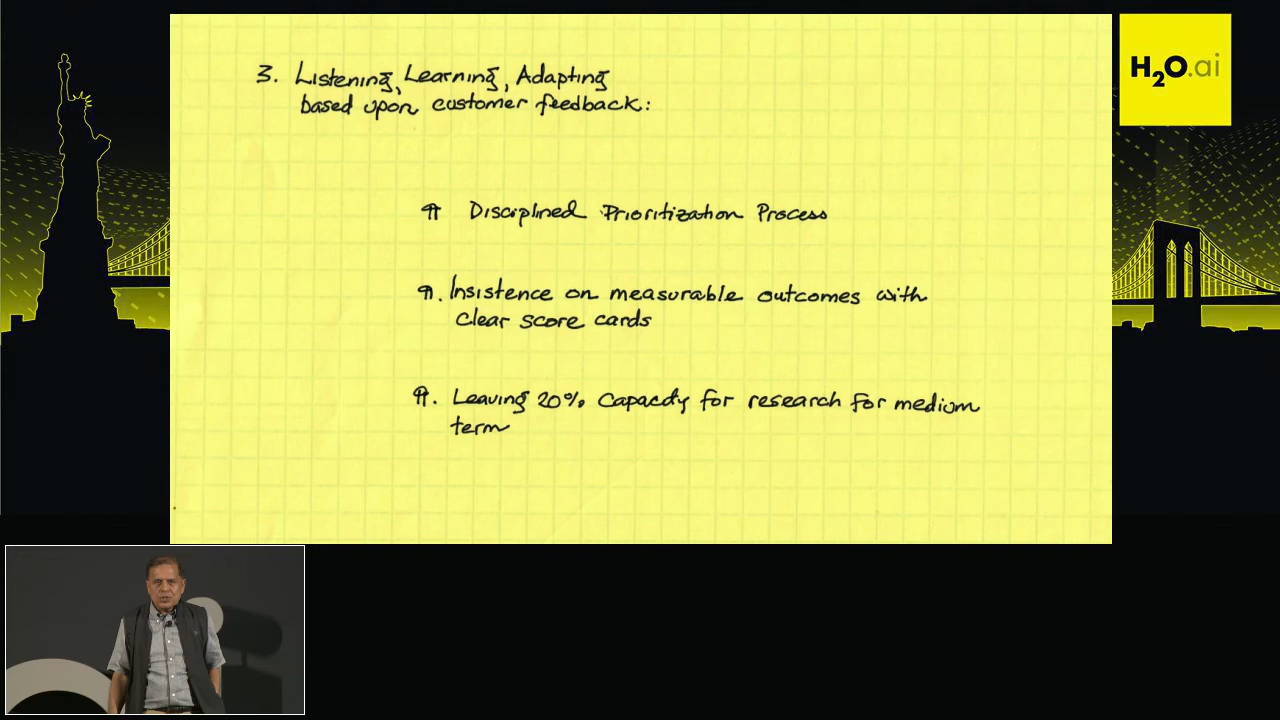 3. Listening, Learning, Adapting
based upon customer feedback:
Disciplined Prioritization Process
Insistence on measurable outcomes with
clear score cards
Leaving 20% Capacity for research for medium
term
H2O.ai